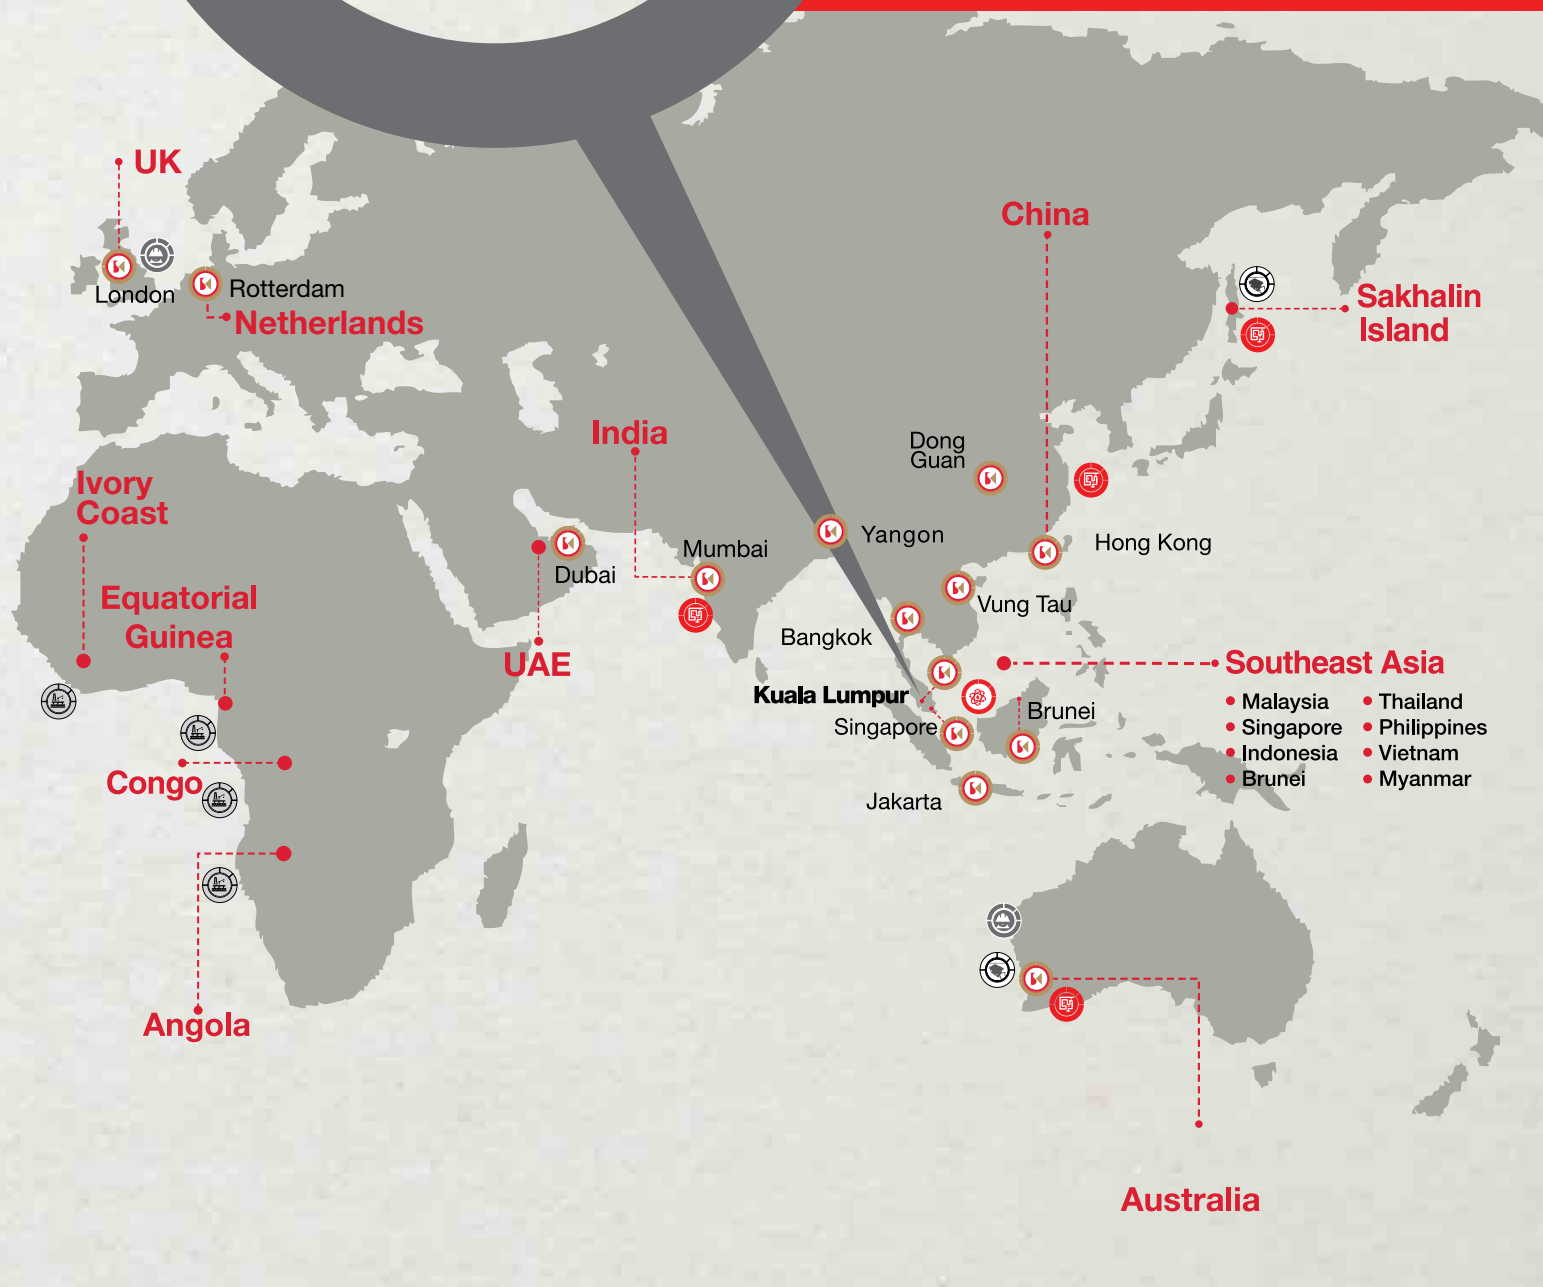 UK
China
London
Rotterdam
Netherlands
Sakhalin
Island
India
Dong
Guan
Ivory
Coast
Yangon
Hong Kong
Mumbai
Dubai
Equatorial
Guinea
Vung Tau
Bangkok
UAE
Southeast Asia
Kuala Lumpur
Singapore
Brunei
• Malaysia
• Singapore
• Indonesia
• Brunei
• Thailand
• Philippines
• Vietnam
• Myanmar
Congo
Jakarta
Angola
Australia